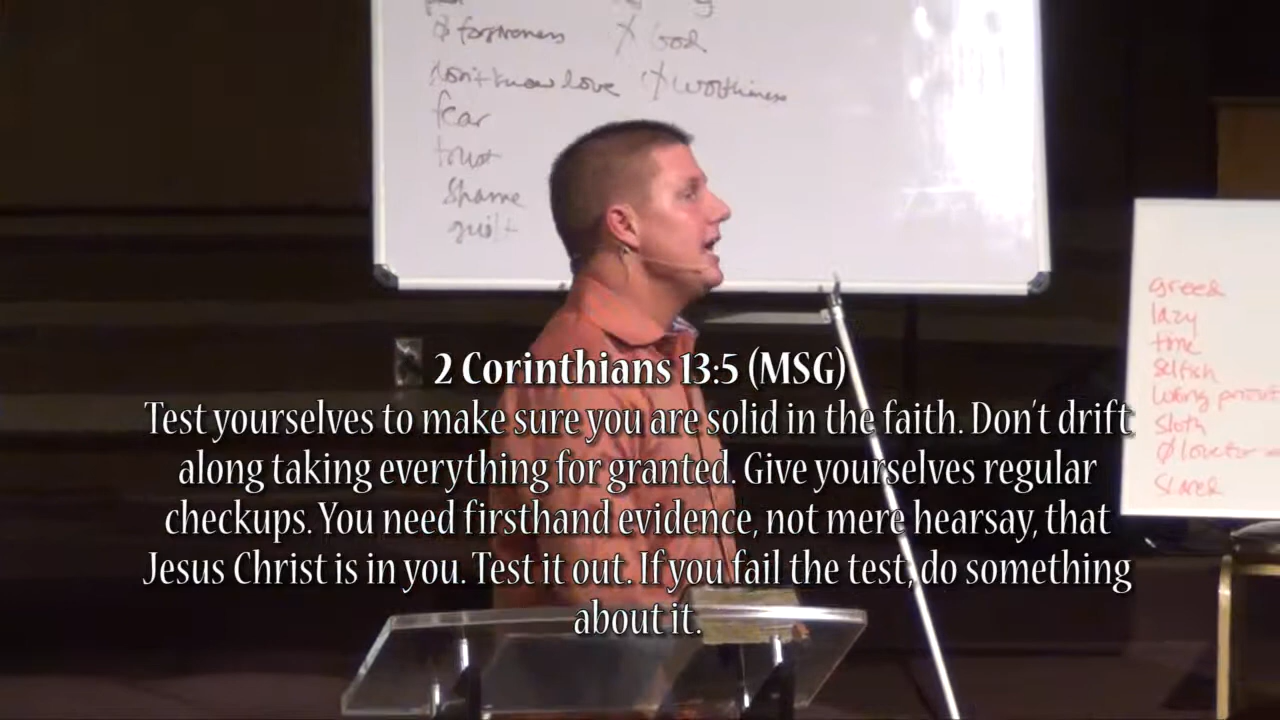 forgiveness
God
don't know love
worthiness
fear
trust
shame
guilt
2 Corinthians 13:5 (MSG)
Test yourselves to make sure you are solid in the faith. Don't drift
along taking everything for granted. Give yourselves regular
checkups. You need firsthand evidence, not mere hearsay, that
Jesus Christ is in you. Test it out. If you fail the test, do something
about it.
greed
lazy
time
selfish
wrong
sloth
scared